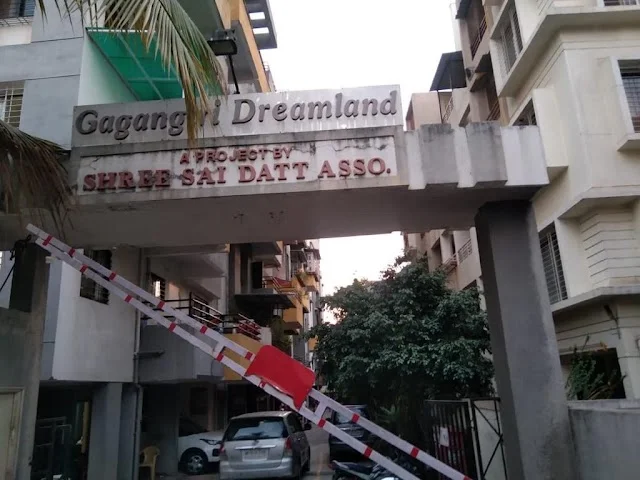 Gagangiri Dreamland
A PROJECT BY
SHREE SAI DATT ASSO.